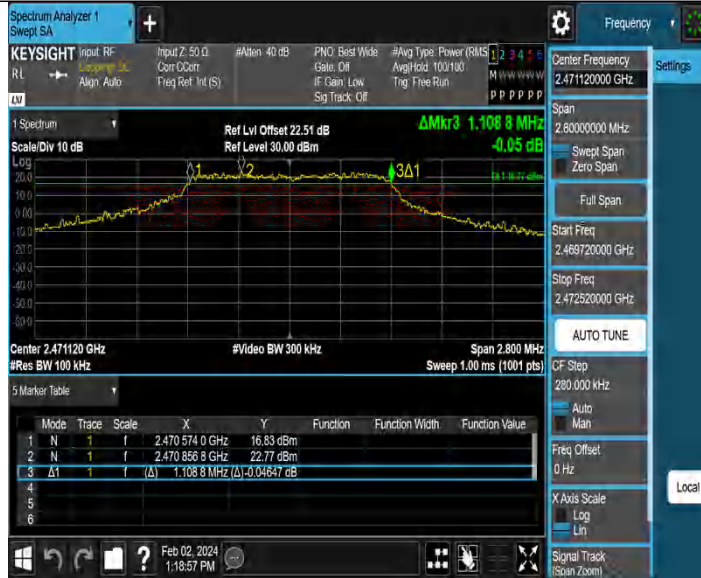 Spectrum Analyzer 1
Swept SA
Frequency
KEYSIGHT Input: RF Input Z: 50 Ω #Atten: 40 dB PNO: Best Wide #Avg Type: Power (RMS 1 2 3 4 5 6
RL Corr CCorr Gate: Off Avg|Hold: 100/100 M W W W W W
Align: Auto Freq Ref: Int (S) IF Gain: Low Trig: Free Run
Sig Track: Off P P P P P P
LXI
1 Spectrum
Scale/Div 10 dB
Ref Lvl Offset 22.51 dB
Ref Level 30.00 dBm
ΔMkr3 1.108 8 MHz
-0.05 dB
Log
1
2
3Δ1
20.0
10.0
0.00
-10.0
-20.0
-30.0
-40.0
-50.0
-60.0
Center 2.471120 GHz #Video BW 300 kHz Span 2.800 MHz
#Res BW 100 kHz Sweep 1.00 ms (1001 pts)
5 Marker Table
Mode Trace Scale X Y Function Function Width Function Value
1 N 1 f 2.470 574 0 GHz 16.83 dBm
2 N 1 f 2.470 856 8 GHz 22.77 dBm
3 Δ1 1 f (Δ) 1.108 8 MHz (Δ) -0.04647 dB
4
5
6
Feb 02, 2024
1:18:57 PM
Center Frequency
2.471120000 GHz
Settings
Span
2.80000000 MHz
Swept Span
Zero Span
Full Span
Start Freq
2.469720000 GHz
Stop Freq
2.472520000 GHz
AUTO TUNE
CF Step
280.000 kHz
Auto
Man
Freq Offset
0 Hz
Local
X Axis Scale
Log
Lin
Signal Track
(Span Zoom)